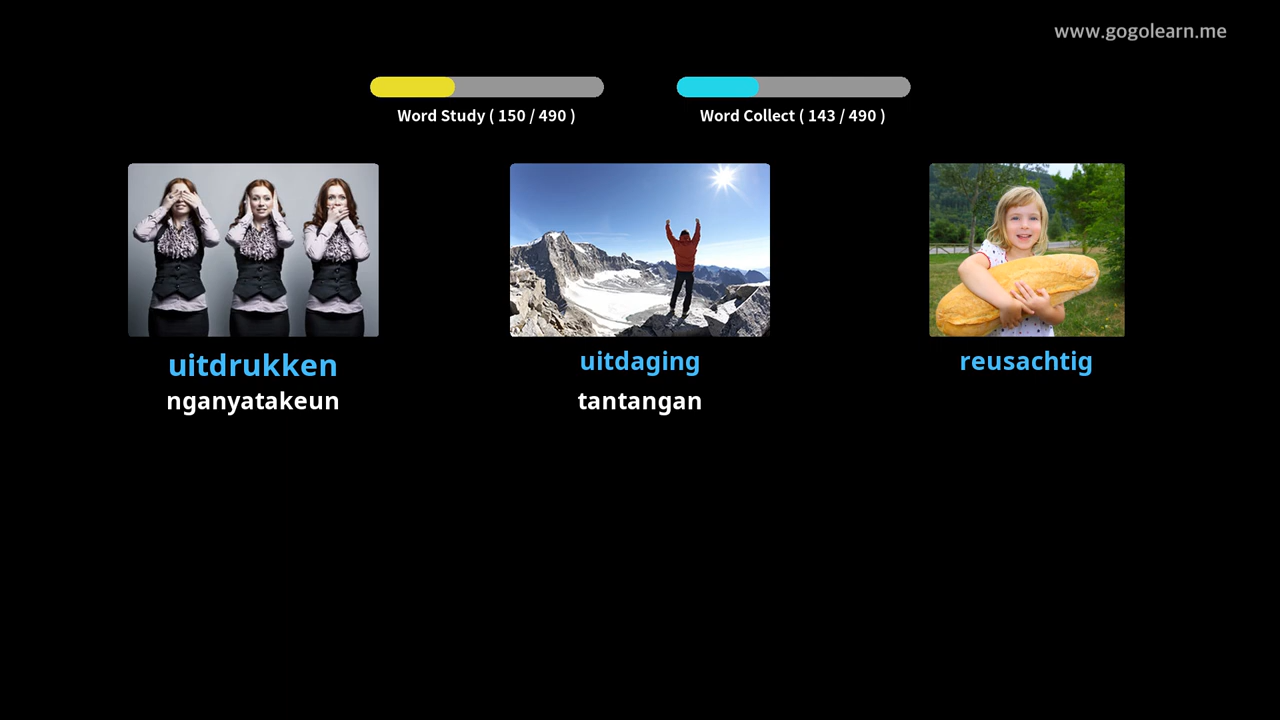 www.gogolearn.me
Word Study ( 150 / 490 )
Word Collect ( 143 / 490 )
uitdrukken
nganyatakeun
uitdaging
tantangan
reusachtig